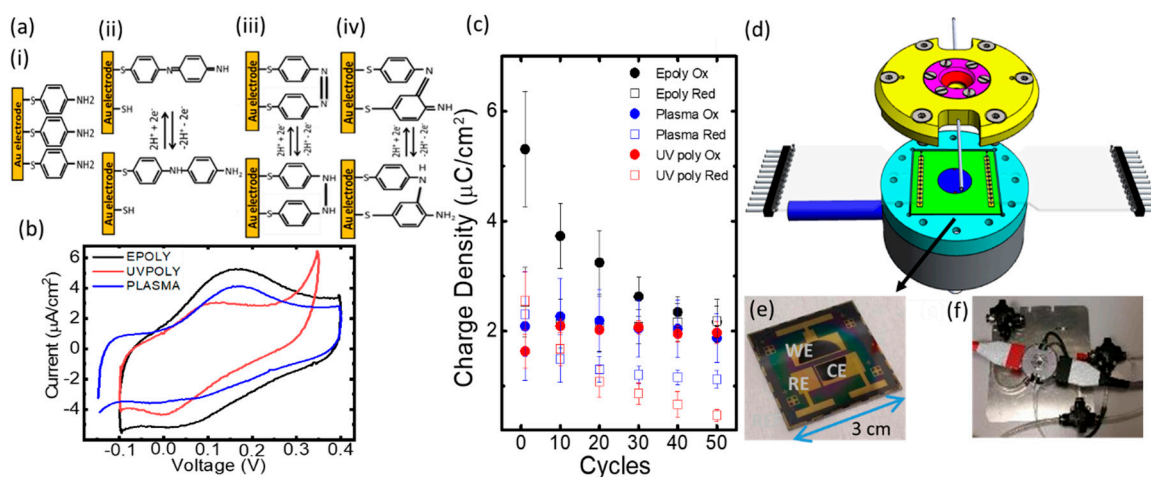 (a)
(i)
Au electrode
S
NH2
S
NH2
S
NH2
(ii)
Au electrode
S
N
NH
SH
2H⁺ + 2e⁻
-2H⁺ - 2e⁻
Au electrode
S
NH
NH₂
SH
(iii)
Au electrode
S
N
S
N
2H⁺ + 2e⁻
-2H⁺ - 2e⁻
Au electrode
S
NH
S
NH
(iv)
Au electrode
S
N
S
NH
2H⁺ + 2e⁻
-2H⁺ - 2e⁻
Au electrode
S
H
N
S
NH₂
(b)
EPOLY
UVPOLY
PLASMA
Current (μA/cm²)
6
4
2
0
-2
-4
-0.1 0.0 0.1 0.2 0.3 0.4
Voltage (V)
(c)
Epoly Ox
Epoly Red
Plasma Ox
Plasma Red
UV poly Ox
UV poly Red
Charge Density (μC/cm²)
6
4
2
0 10 20 30 40 50
Cycles
(d)
(e)
WE
CE
RE
3 cm
(f)